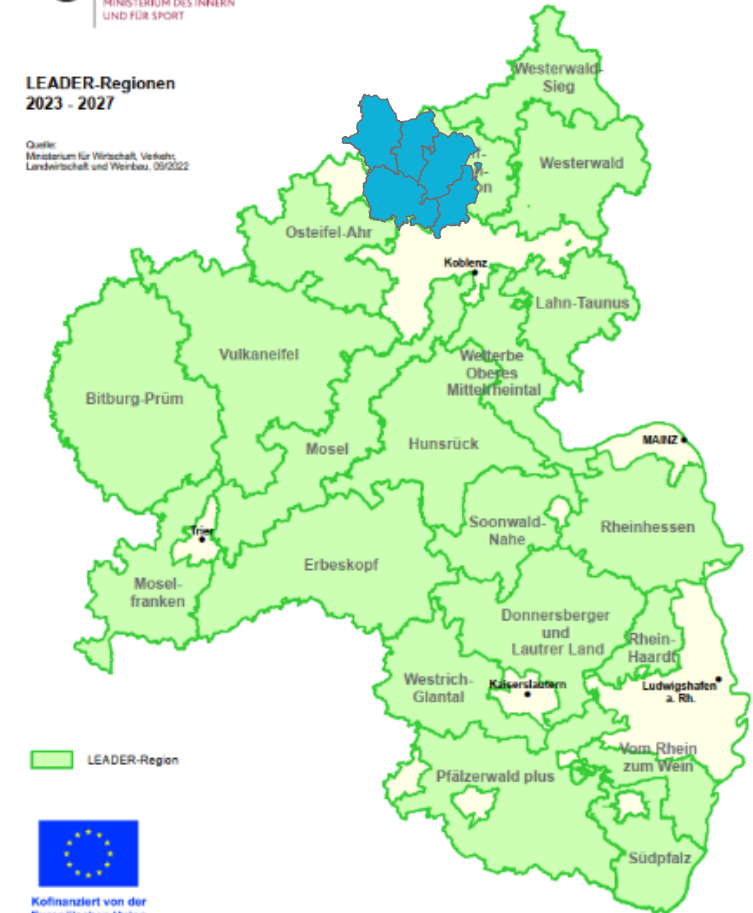 MINISTERIUM DES INNERN
UND FÜR SPORT
LEADER-Regionen
2023 - 2027
Quelle:
Ministerium für Wirtschaft, Verkehr,
Landwirtschaft und Weinbau, 09/2022
Westerwald-
Sieg
Westerwald
Osteifel-Ahr
Koblenz
Lahn-Taunus
Vulkaneifel
Welterbe
Oberes
Mittelrheintal
Bitburg-Prüm
Mosel
Hunsrück
MAINZ
Soonwald-
Nahe
Rheinhessen
Trier
Erbeskopf
Mosel-
franken
Donnersberger
und
Lautrer Land
Rhein-
Haardt
Westrich-
Glantal
Kaiserslautern
Ludwigshafen
a. Rh.
Vom Rhein
zum Wein
LEADER-Region
Pfälzerwald plus
Südpfalz
Kofinanziert von der